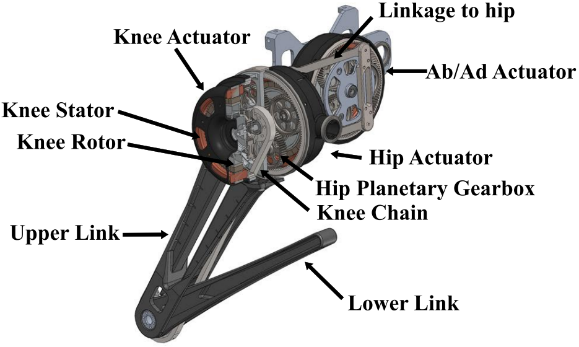 Linkage to hip
Knee Actuator
Ab/Ad Actuator
Knee Stator
Knee Rotor
Hip Actuator
Hip Planetary Gearbox
Knee Chain
Upper Link
Lower Link